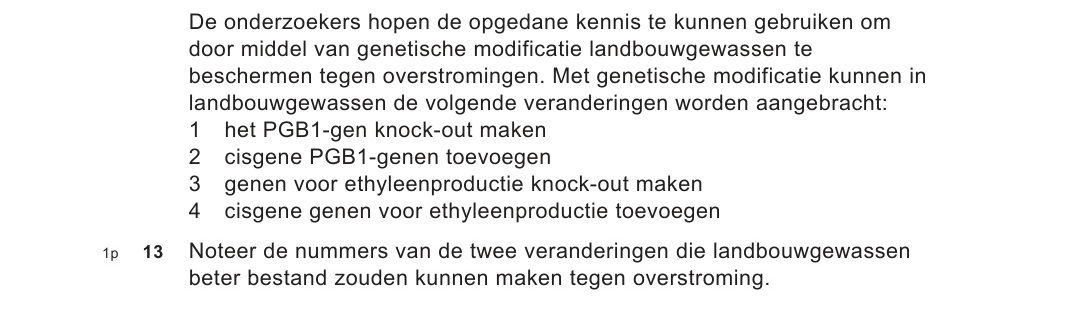 De onderzoekers hopen de opgedane kennis te kunnen gebruiken om
door middel van genetische modificatie landbouwgewassen te
beschermen tegen overstromingen. Met genetische modificatie kunnen in
landbouwgewassen de volgende veranderingen worden aangebracht:
1 het PGB1-gen knock-out maken
2 cisgene PGB1-genen toevoegen
3 genen voor ethyleenproductie knock-out maken
4 cisgene genen voor ethyleenproductie toevoegen
1p 13 Noteer de nummers van de twee veranderingen die landbouwgewassen
beter bestand zouden kunnen maken tegen overstroming.